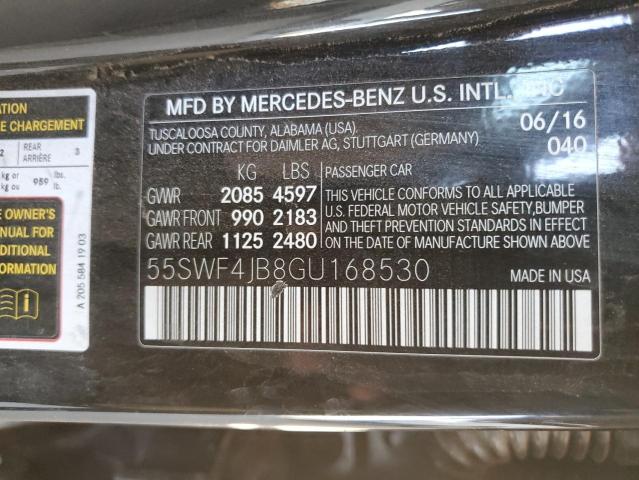 ATION
E CHARGEMENT
2 REAR ARRIÈRE 3
kg or lbs.
kg ou 959 lb.
E OWNER'S
NUAL FOR
DITIONAL
ORMATION
A 205 584 19 03
MFD BY MERCEDES-BENZ U.S. INTL., INC
TUSCALOOSA COUNTY, ALABAMA (USA). 06/16
UNDER CONTRACT FOR DAIMLER AG, STUTTGART (GERMANY) 040
KG LBS PASSENGER CAR
GVWR 2085 4597 THIS VEHICLE CONFORMS TO ALL APPLICABLE
GAWR FRONT 990 2183 U.S. FEDERAL MOTOR VEHICLE SAFETY, BUMPER
GAWR REAR 1125 2480 AND THEFT PREVENTION STANDARDS IN EFFECT
ON THE DATE OF MANUFACTURE SHOWN ABOVE
55SWF4JB8GU168530